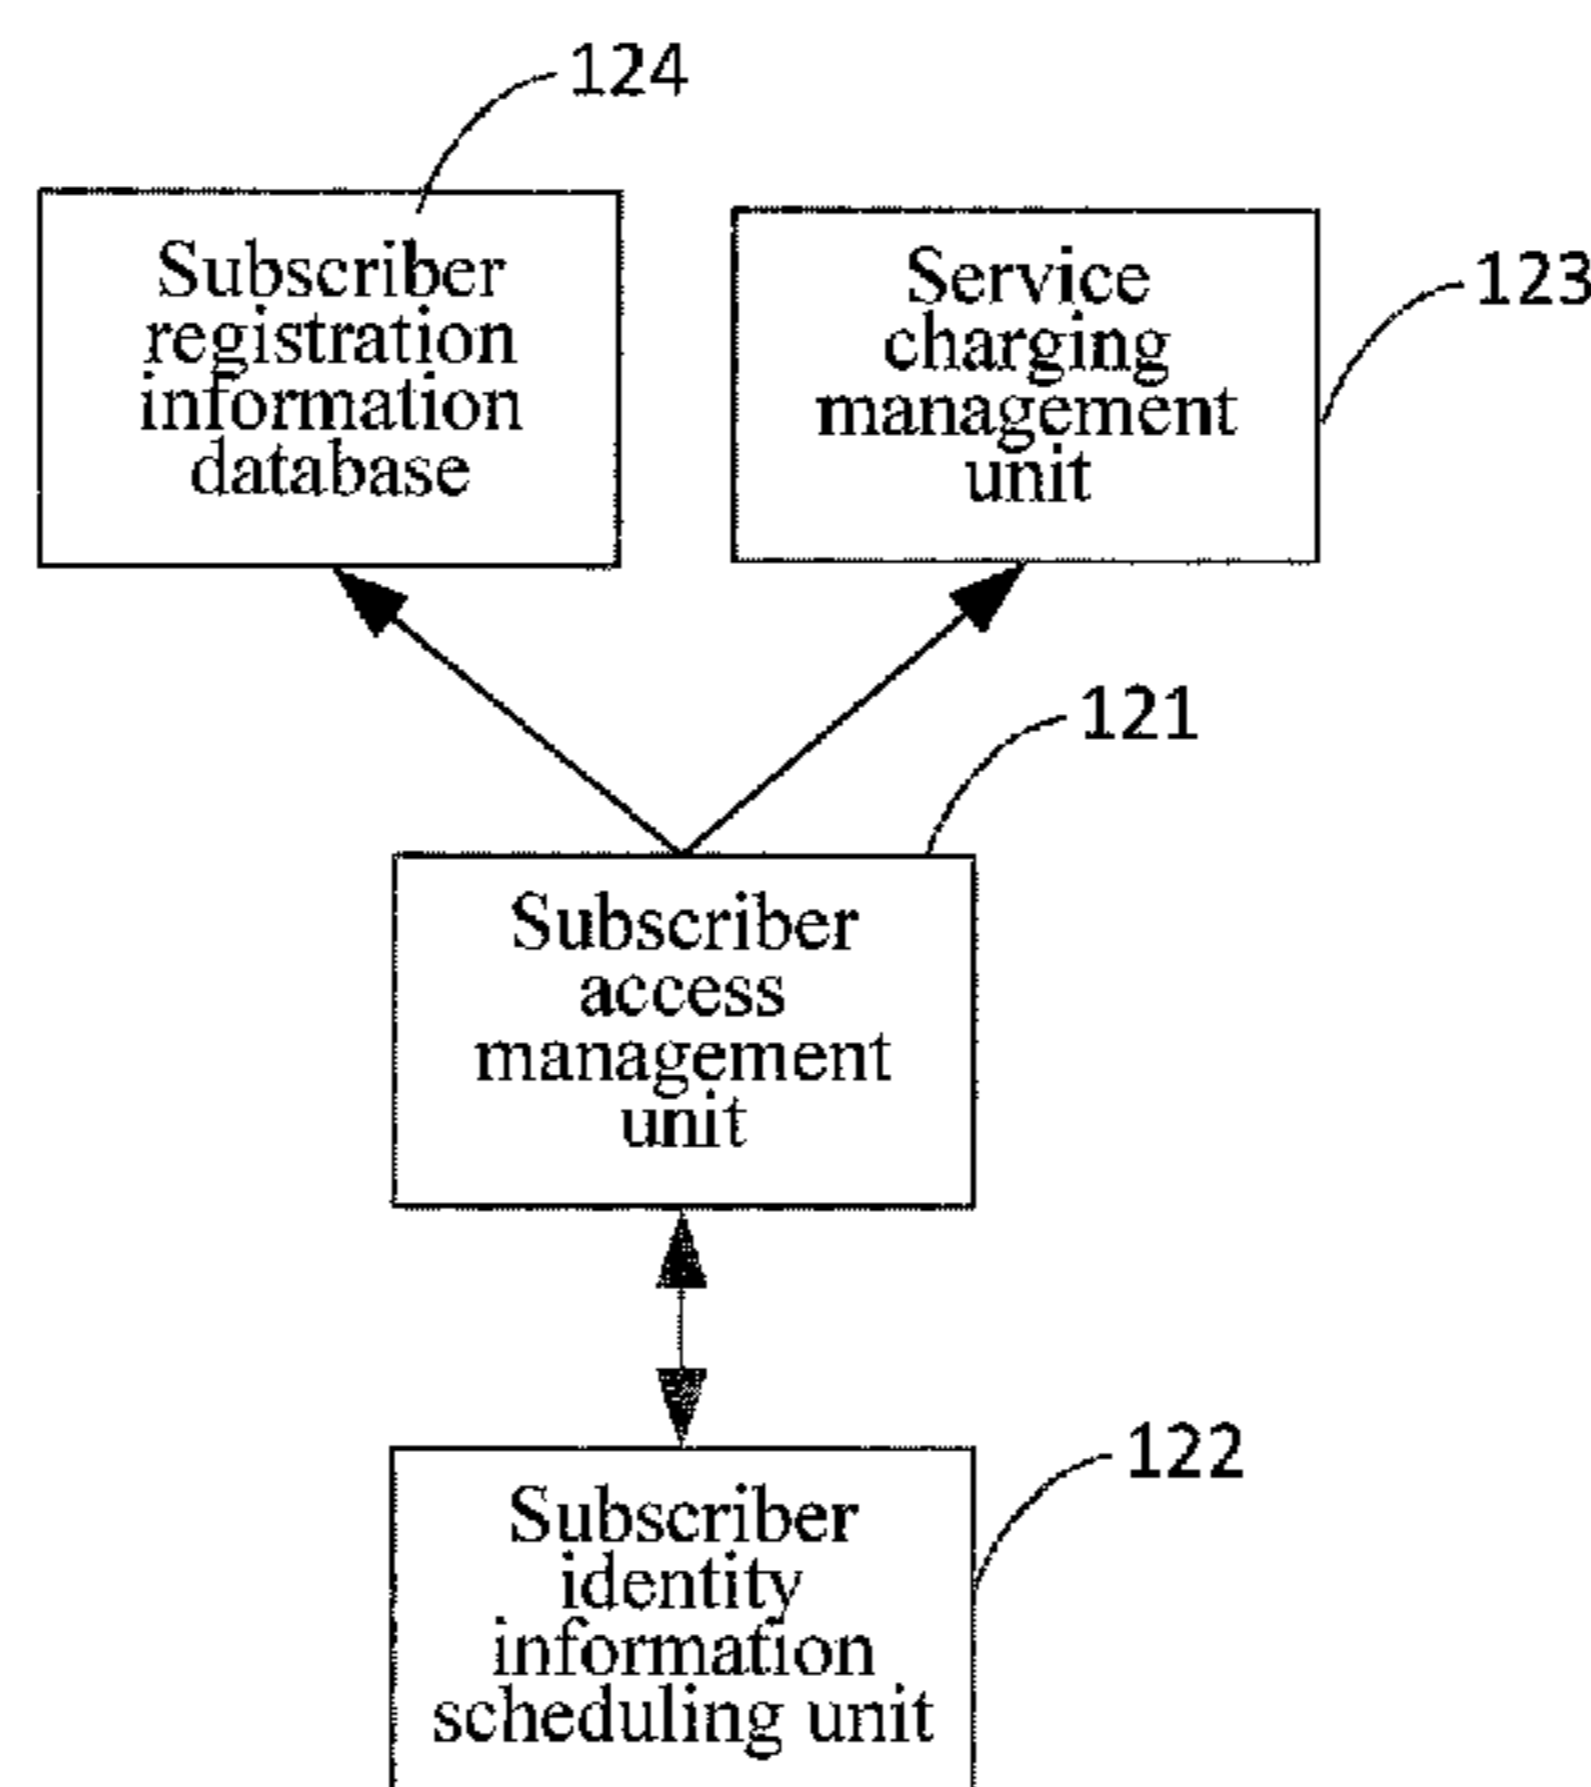 124
Subscriber
registration
information
database
Service
charging
management
unit
123
121
Subscriber
access
management
unit
122
Subscriber
identity
information
scheduling unit